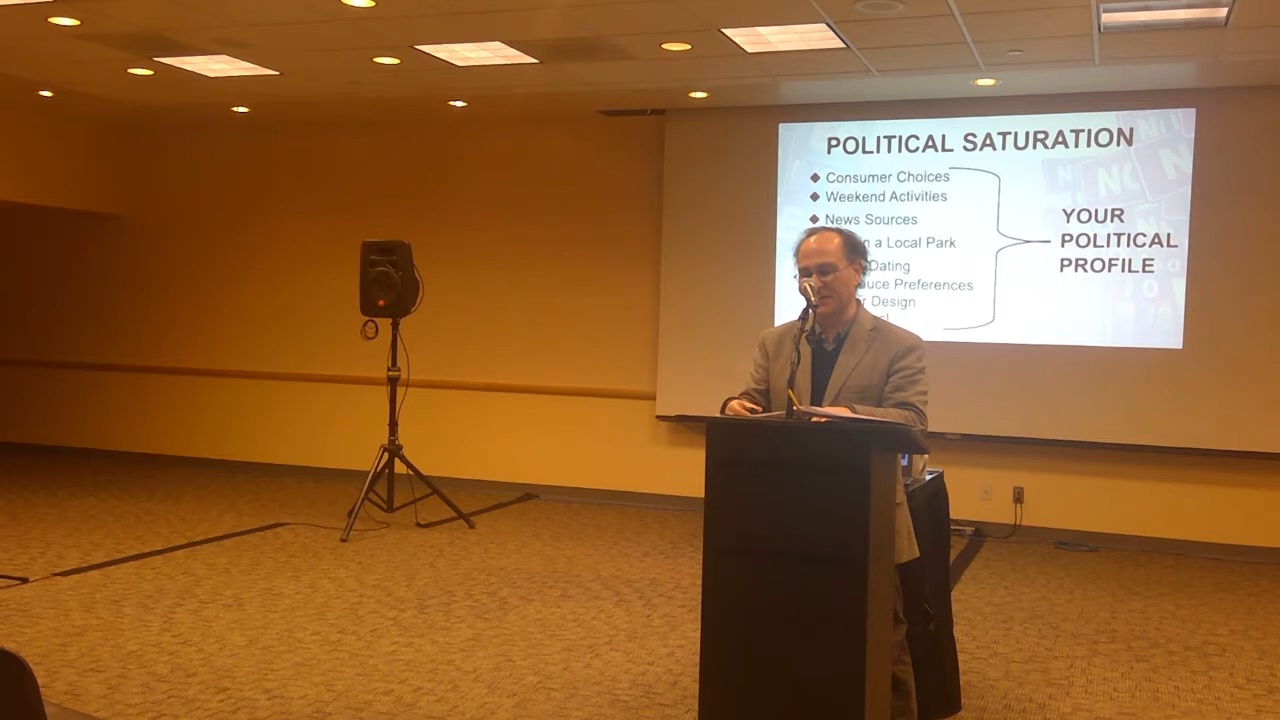 POLITICAL SATURATION
Consumer Choices
Weekend Activities
News Sources
a Local Park
Dating
Preferences
Design
YOUR
POLITICAL
PROFILE